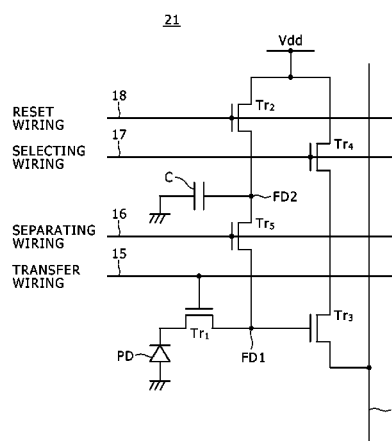 21
Vdd
18
RESET
WIRING
Tr2
17
SELECTING
WIRING
Tr4
C
FD2
16
SEPARATING
WIRING
Tr5
15
TRANSFER
WIRING
Tr1
Tr3
PD
FD1